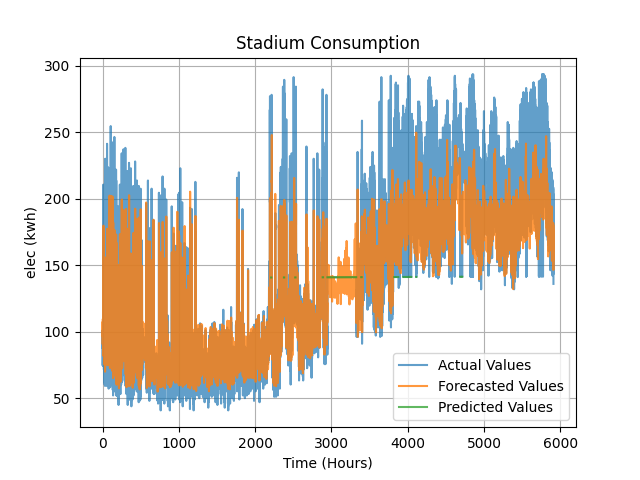 Stadium Consumption
elec (kwh)
300
250
200
150
100
50
0
1000
2000
3000
4000
5000
6000
Time (Hours)
Actual Values
Forecasted Values
Predicted Values